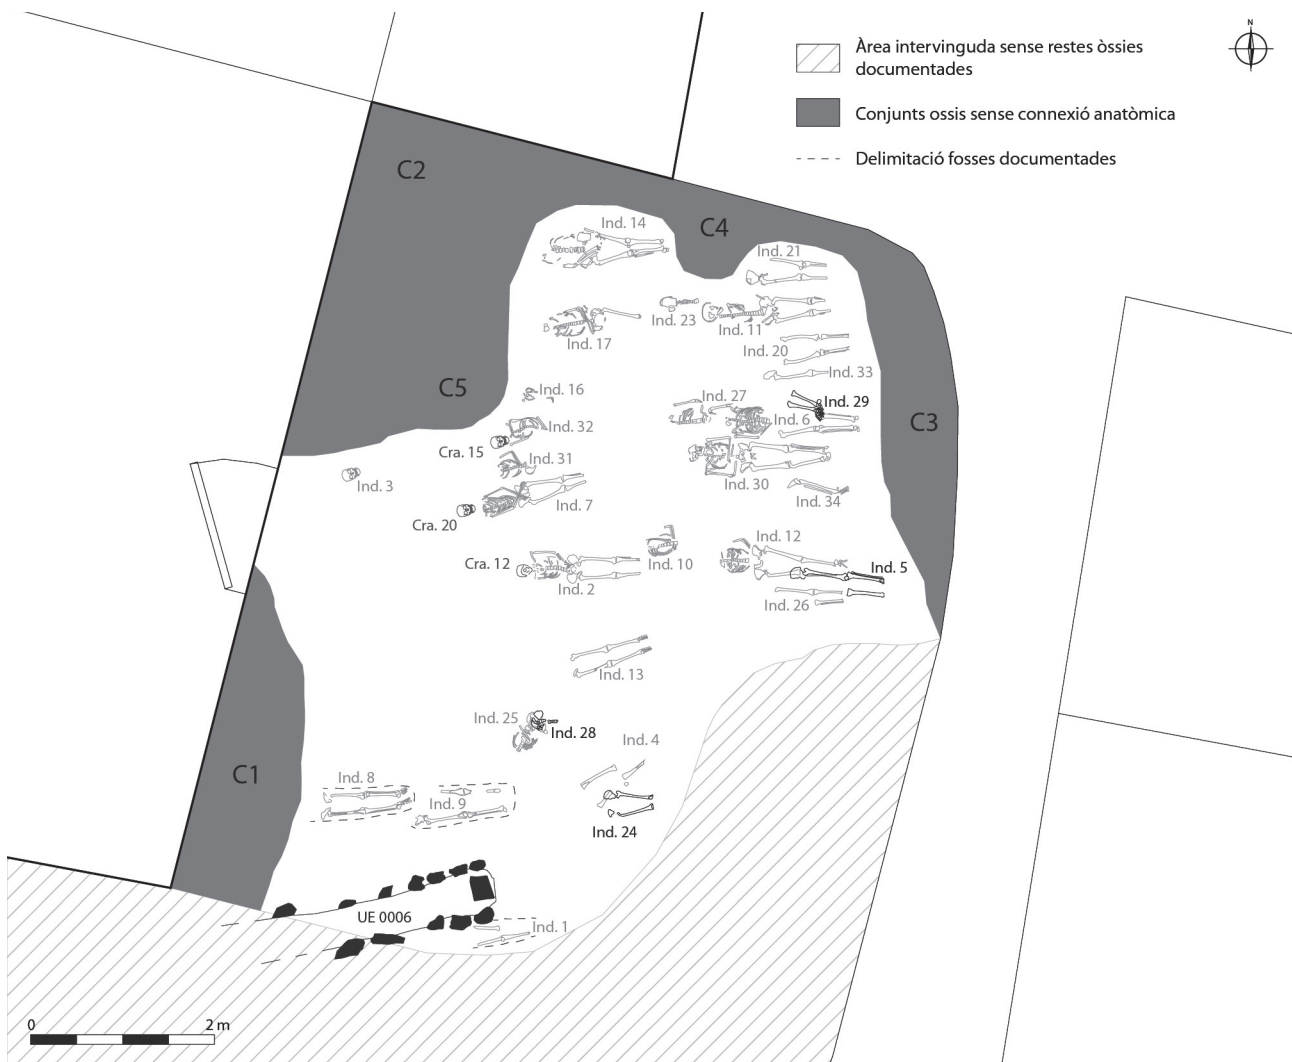 N
Àrea intervinguda sense restes òssies
documentades
Conjunts ossis sense connexió anatòmica
Delimitació fosses documentades
C2
C4
Ind. 14
Ind. 21
Ind. 23
Ind. 11
Ind. 17
Ind. 20
Ind. 33
C5
Ind. 16
Ind. 27
Ind. 29
C3
Ind. 6
Ind. 32
Cra. 15
Ind. 31
Ind. 3
Ind. 30
Ind. 34
Ind. 7
Cra. 20
Ind. 12
Cra. 12
Ind. 10
Ind. 5
Ind. 2
Ind. 26
Ind. 13
Ind. 25
Ind. 28
Ind. 4
C1
Ind. 8
Ind. 9
Ind. 24
UE 0006
Ind. 1
0
2 m